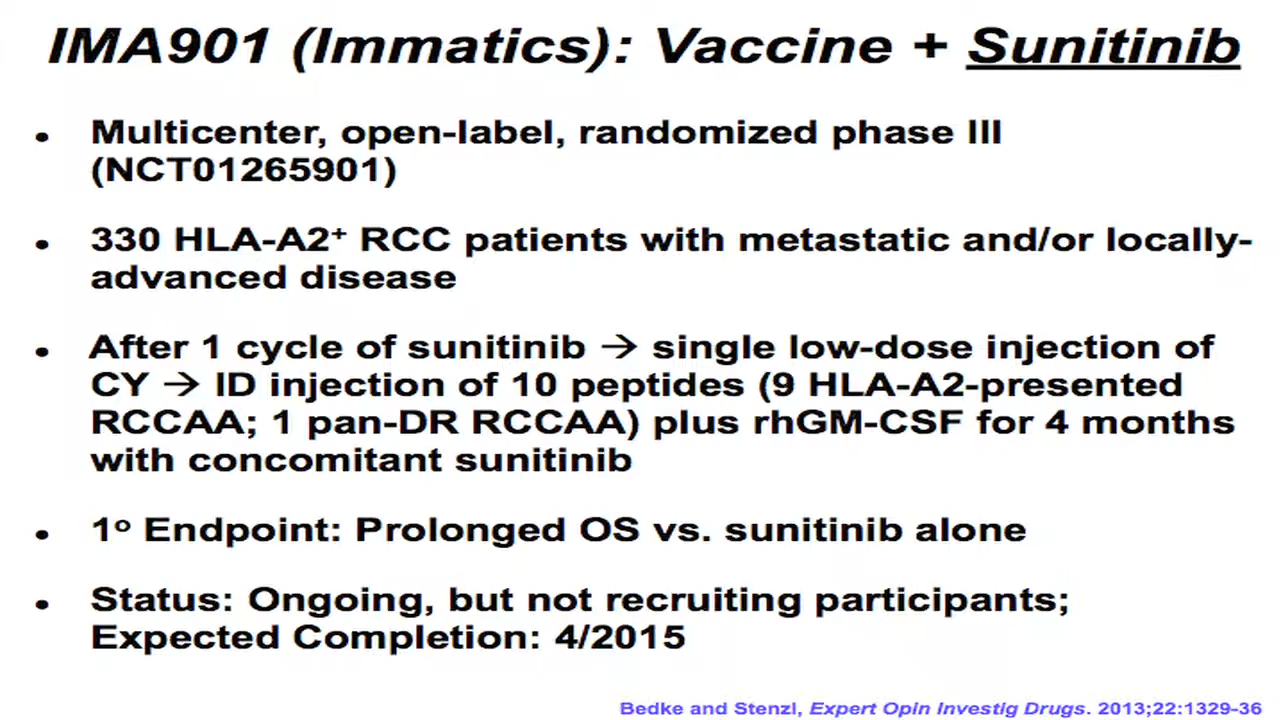 IMA901 (Immatics): Vaccine + Sunitinib
• Multicenter, open-label, randomized phase III
(NCT01265901)
• 330 HLA-A2⁺ RCC patients with metastatic and/or locally-
advanced disease
• After 1 cycle of sunitinib → single low-dose injection of
CY → ID injection of 10 peptides (9 HLA-A2-presented
RCCAA; 1 pan-DR RCCAA) plus rhGM-CSF for 4 months
with concomitant sunitinib
• 1º Endpoint: Prolonged OS vs. sunitinib alone
• Status: Ongoing, but not recruiting participants;
Expected Completion: 4/2015
Bedke and Stenzl, Expert Opin Investig Drugs. 2013;22:1329-36